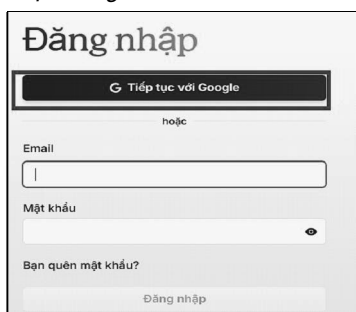 Đăng nhập
G Tiếp tục với Google
hoặc
Email
Mật khẩu
Bạn quên mật khẩu?
Đăng nhập